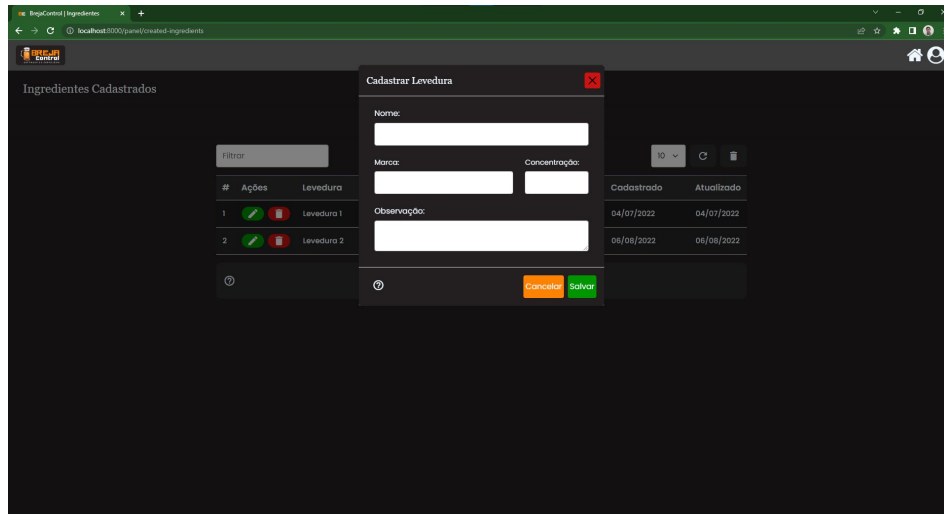 BrejaControl | Ingredientes
localhost:8000/panel/created-ingredients
BREJA
Control
Ingredientes Cadastrados
Cadastrar Levedura
Nome:
Marca: Concentração:
Observação:
Cancelar Salvar
Filtrar 10
# Ações Levedura Cadastrado Atualizado
1 Levedura 1 04/07/2022 04/07/2022
2 Levedura 2 06/08/2022 06/08/2022